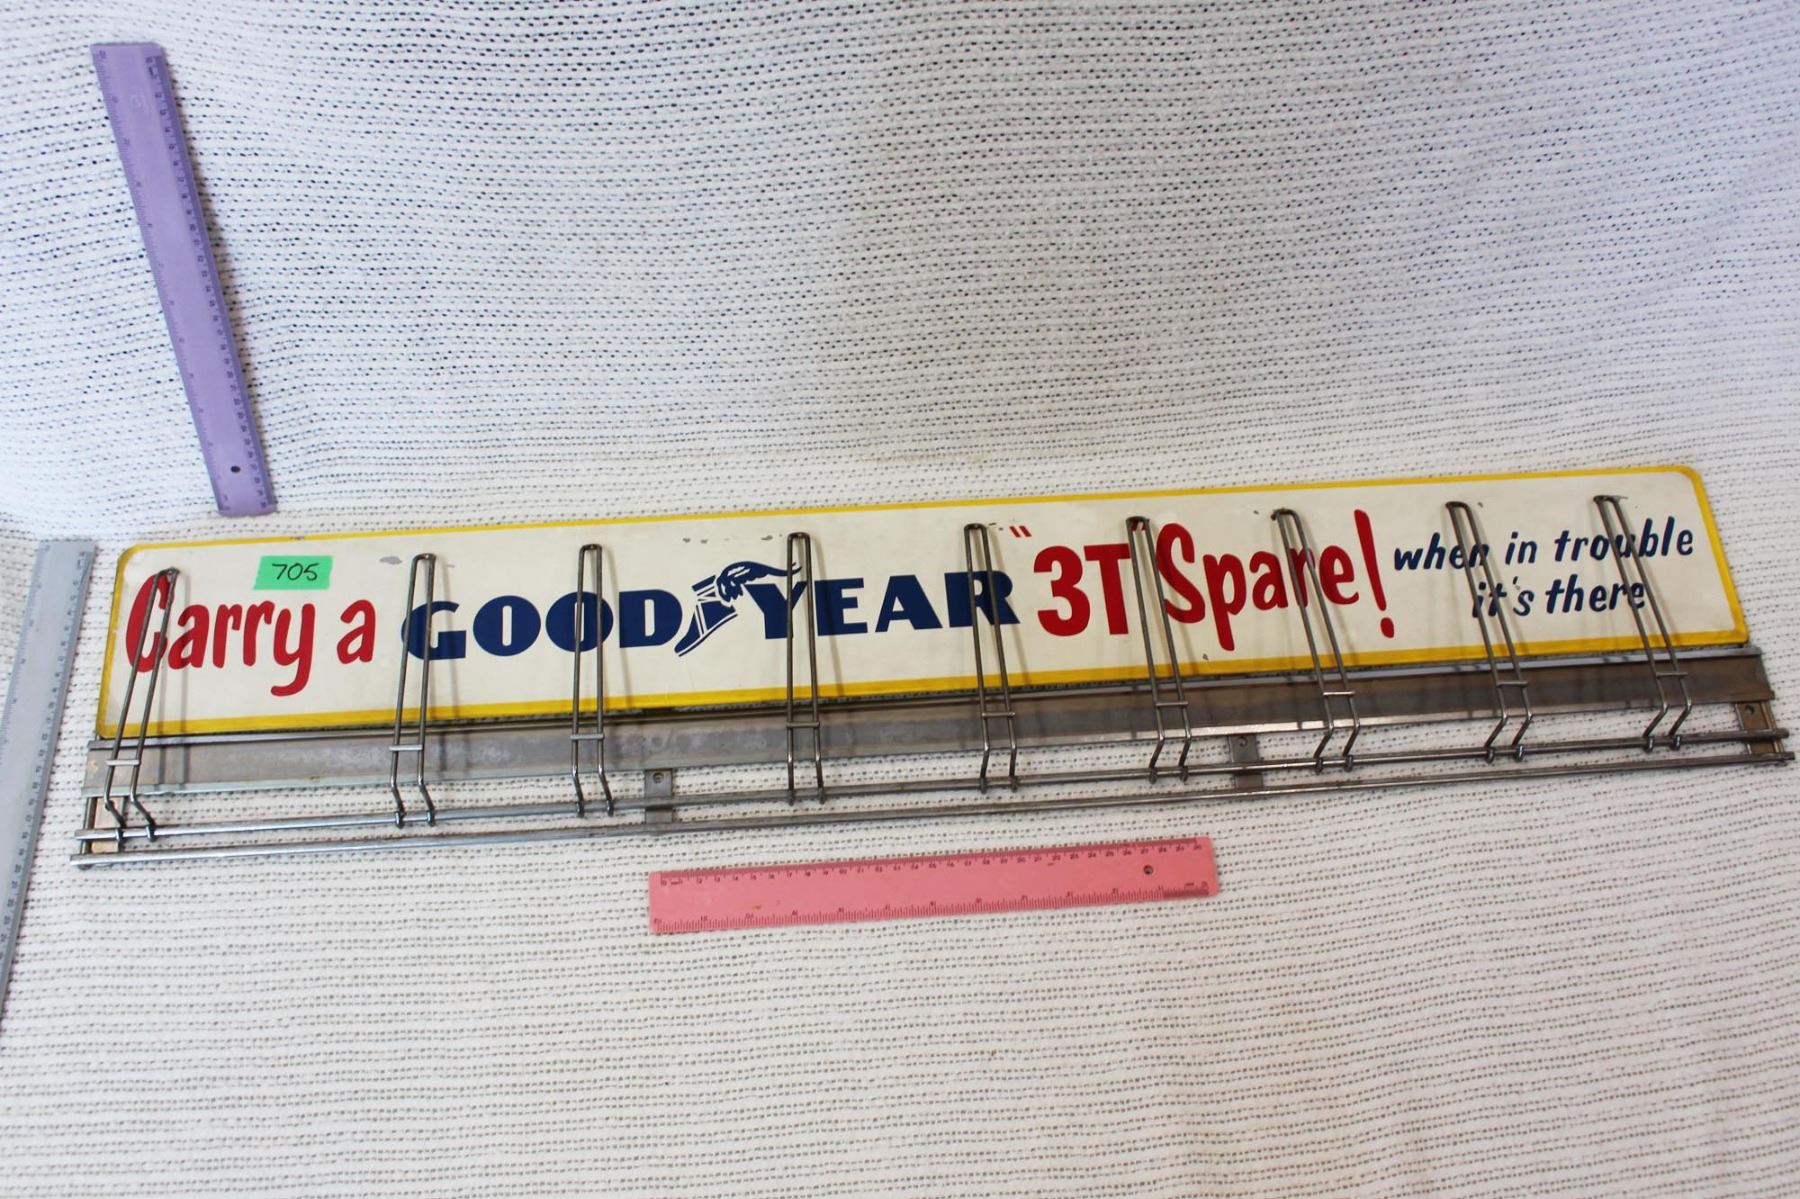 705
Carry a GOODYEAR "3T" Spare! when in trouble
it's there